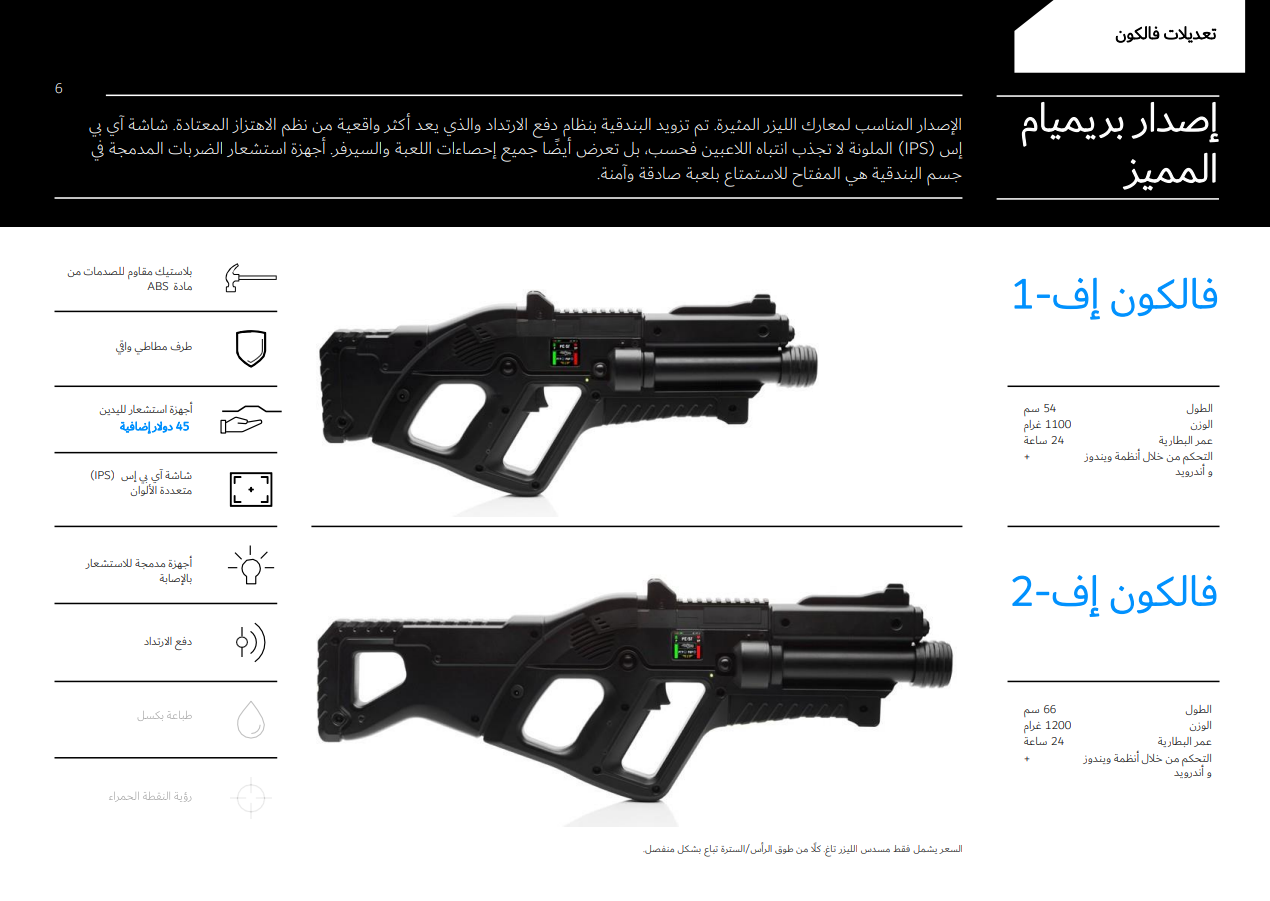 تعديلات فالكون
6
إصدار بريميام
المميز
الإصدار المناسب لمعارك الليزر المثيرة. تم تزويد البندقية بنظام دفع الارتداد والذي يعد أكثر واقعية من نظم الاهتزاز المعتادة. شاشة آي بي
إس (IPS) الملونة لا تجذب انتباه اللاعبين فحسب، بل تعرض أيضًا جميع إحصاءات اللعبة والسيرفر. أجهزة استشعار الضربات المدمجة في
جسم البندقية هي المفتاح للاستمتاع بلعبة صادقة وآمنة.
فالكون إف-1
الطول 54 سم
الوزن 1100 غرام
عمر البطارية 24 ساعة
التحكم من خلال أنظمة ويندوز +
و أندرويد
فالكون إف-2
الطول 66 سم
الوزن 1200 غرام
عمر البطارية 24 ساعة
التحكم من خلال أنظمة ويندوز +
و أندرويد
بلاستيك مقاوم للصدمات من
مادة ABS
طرف مطاطي واقي
أجهزة استشعار لليدين
45 دولار إضافية
شاشة آي بي إس (IPS)
متعددة الألوان
أجهزة مدمجة للاستشعار
بالإصابة
دفع الارتداد
طباعة بكسل
رؤية النقطة الحمراء
السعر يشمل فقط مسدس الليزر تاغ. كلًا من طوق الرأس/السترة تباع بشكل منفصل.